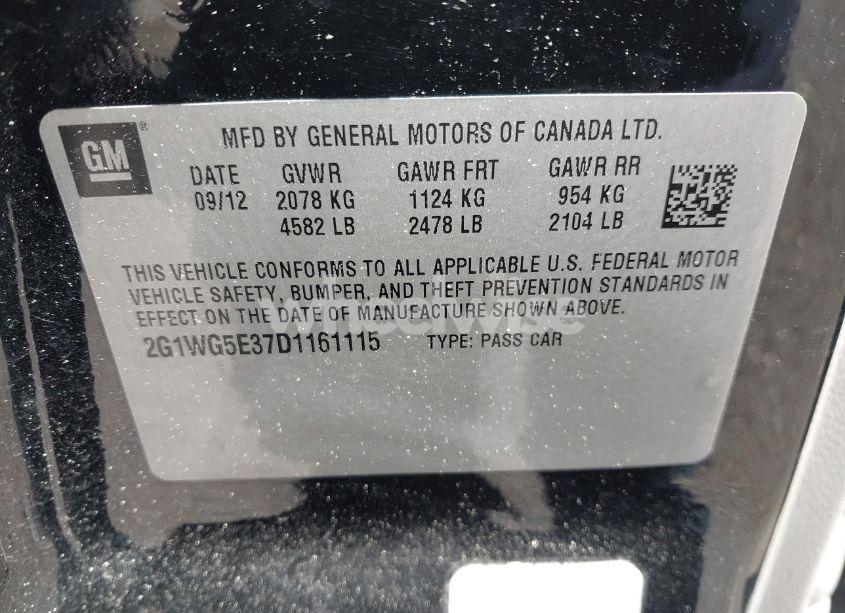 GM
MFD BY GENERAL MOTORS OF CANADA LTD.
DATE GVWR GAWR FRT GAWR RR
09/12 2078 KG 1124 KG 954 KG
4582 LB 2478 LB 2104 LB
THIS VEHICLE CONFORMS TO ALL APPLICABLE U.S. FEDERAL MOTOR
VEHICLE SAFETY, BUMPER, AND THEFT PREVENTION STANDARDS IN
EFFECT ON THE DATE OF MANUFACTURE SHOWN ABOVE.
2G1WG5E37D1161115 TYPE: PASS CAR